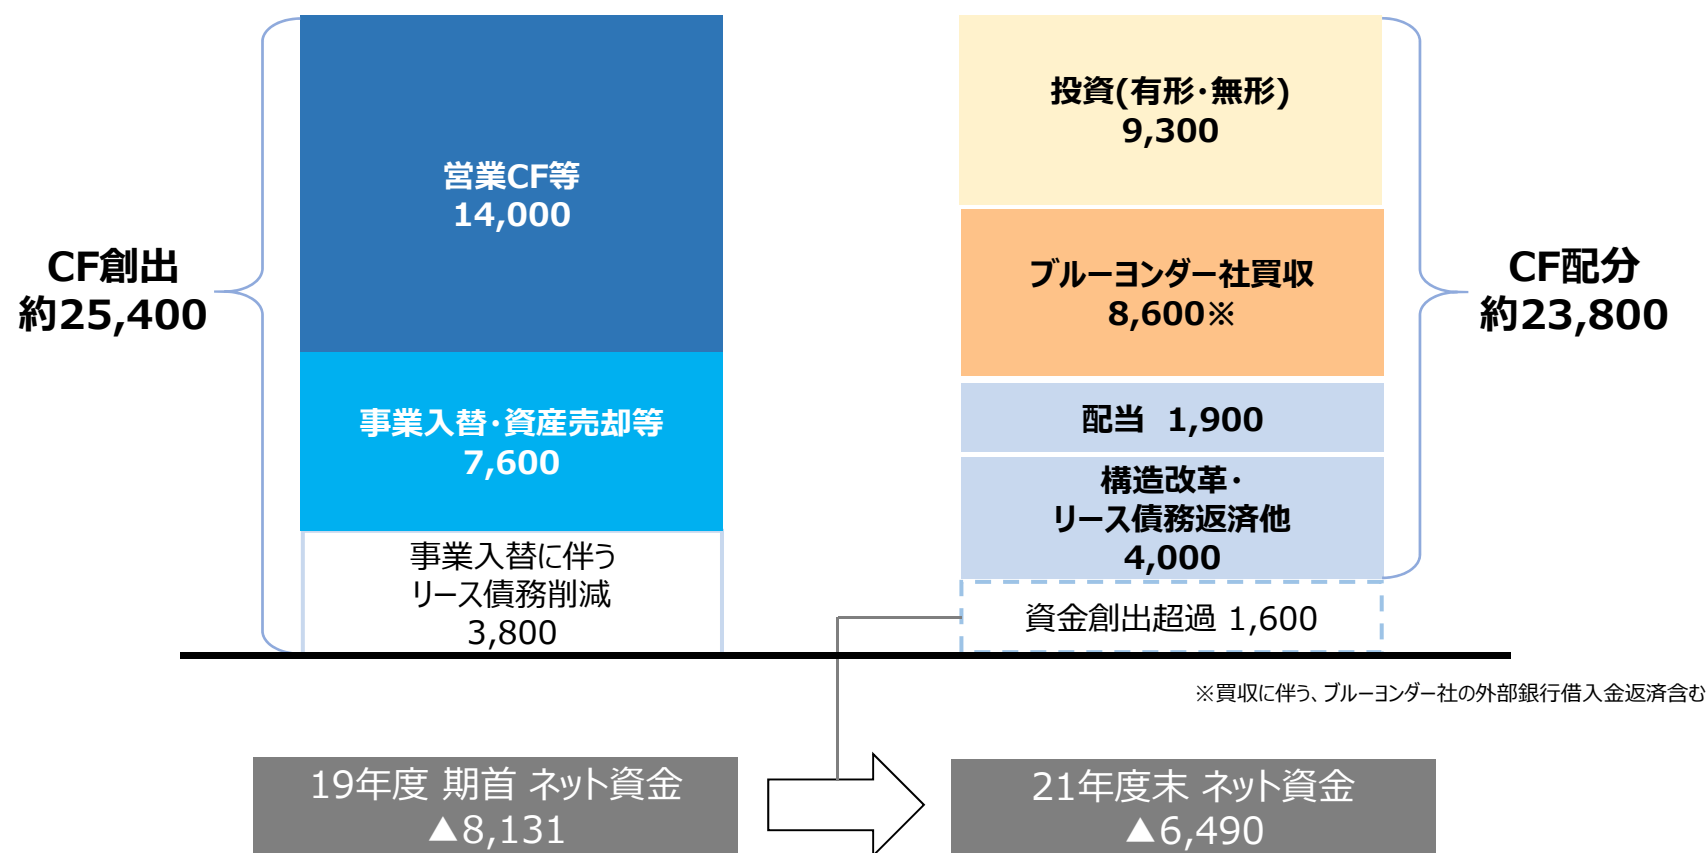 CF創出
約25,400
営業CF等
14,000
事業入替・資産売却等
7,600
事業入替に伴う
リース債務削減
3,800
投資(有形・無形)
9,300
ブルーヨンダー社買収
8,600※
配当 1,900
構造改革・
リース債務返済他
4,000
資金創出超過 1,600
CF配分
約23,800
※買収に伴う、ブルーヨンダー社の外部銀行借入金返済含む
19年度 期首 ネット資金
▲8,131
21年度末 ネット資金
▲6,490